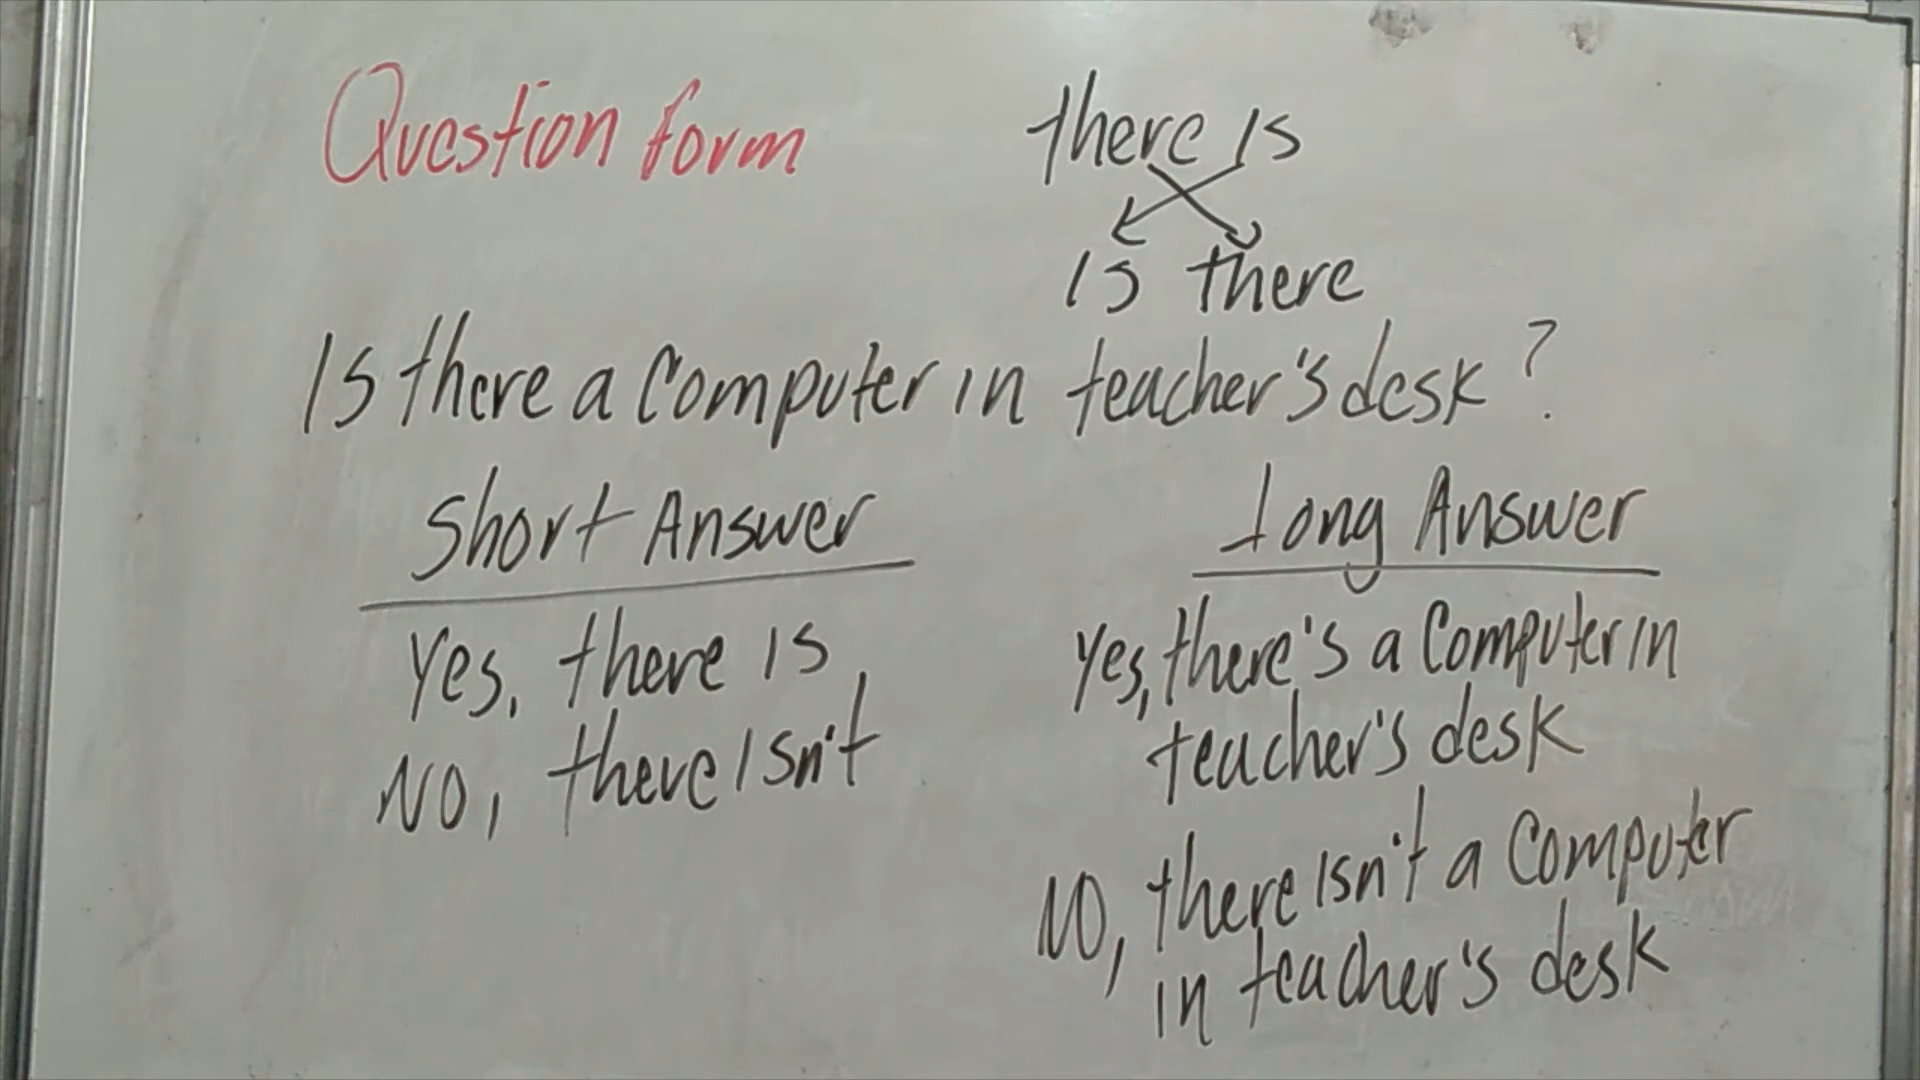 Question form
there is
is there
Is there a Computer in teacher's desk?
Short Answer
Yes, there is
No, there isn't
Long Answer
Yes, there's a Computer in
teacher's desk
No, there isn't a Computer
in teacher's desk